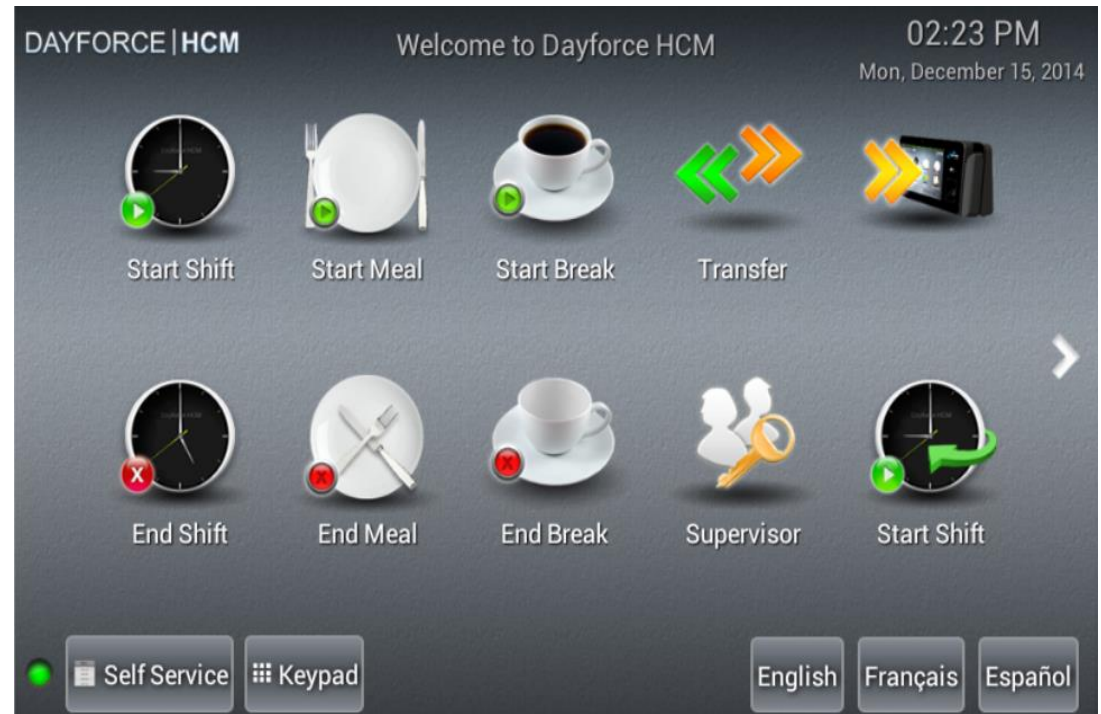 DAYFORCE | HCM
Welcome to Dayforce HCM
02:23 PM
Mon, December 15, 2014
Start Shift
Start Meal
Start Break
Transfer
End Shift
End Meal
End Break
Supervisor
Start Shift
Self Service
Keypad
English
Français
Español